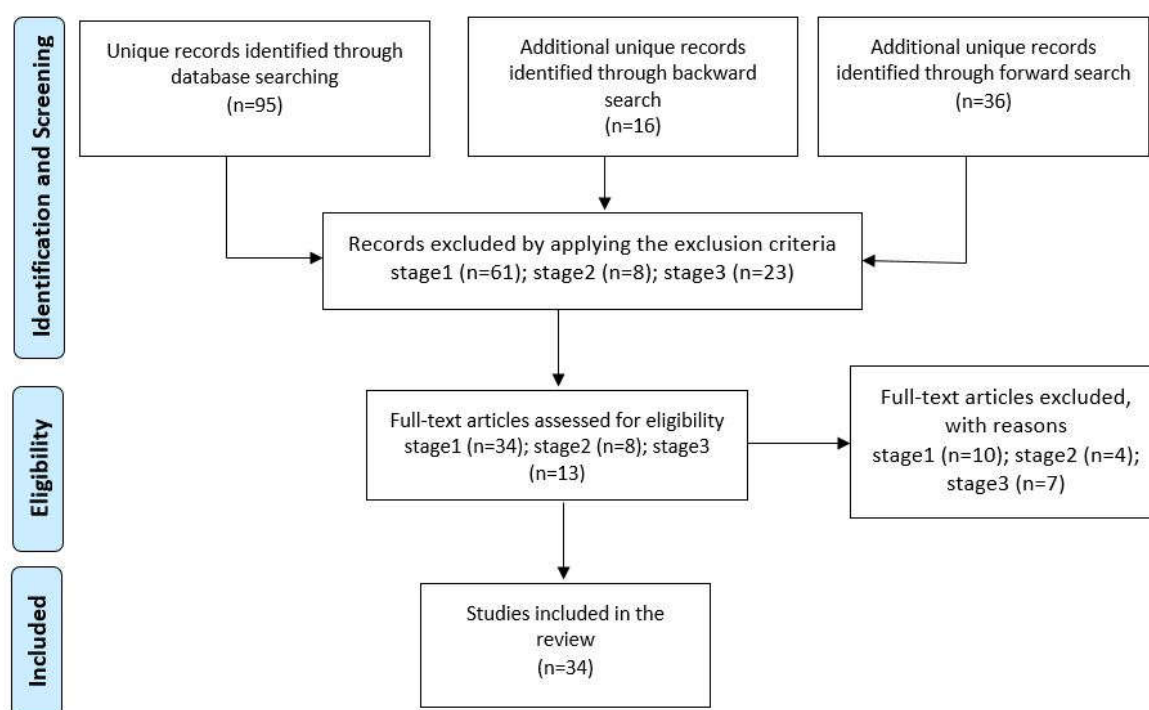 Identification and Screening
Unique records identified through
database searching
(n=95)
Additional unique records
identified through backward
search
(n=16)
Additional unique records
identified through forward search
(n=36)
Records excluded by applying the exclusion criteria
stage1 (n=61); stage2 (n=8); stage3 (n=23)
Eligibility
Full-text articles assessed for eligibility
stage1 (n=34); stage2 (n=8); stage3
(n=13)
Full-text articles excluded,
with reasons
stage1 (n=10); stage2 (n=4);
stage3 (n=7)
Included
Studies included in the
review
(n=34)